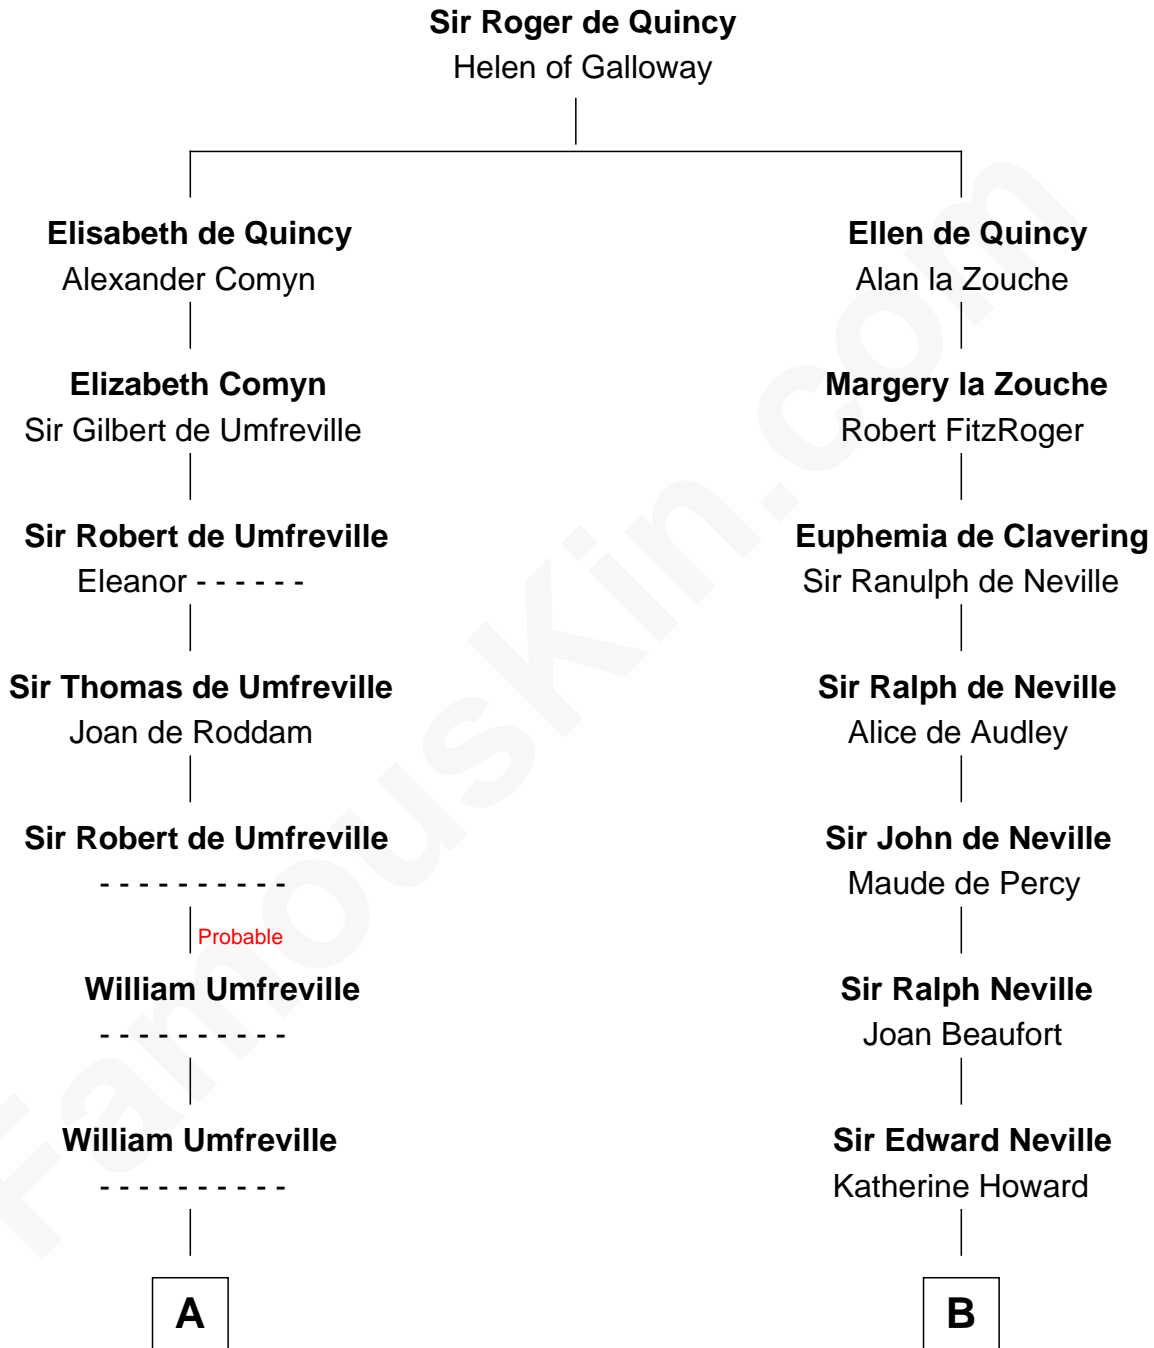 Sir Roger de Quincy
Helen of Galloway
Elisabeth de Quincy
Alexander Comyn
Ellen de Quincy
Alan la Zouche
Elizabeth Comyn
Sir Gilbert de Umfreville
Margery la Zouche
Robert FitzRoger
Sir Robert de Umfreville
Eleanor - - - - - -
Euphemia de Clavering
Sir Ranulph de Neville
Sir Thomas de Umfreville
Joan de Roddam
Sir Ralph de Neville
Alice de Audley
Sir Robert de Umfreville
- - - - - - - - - -
Sir John de Neville
Maude de Percy
Probable
William Umfreville
- - - - - - - - - -
Sir Ralph Neville
Joan Beaufort
William Umfreville
- - - - - - - - - -
Sir Edward Neville
Katherine Howard
A
B
FamousKin.com